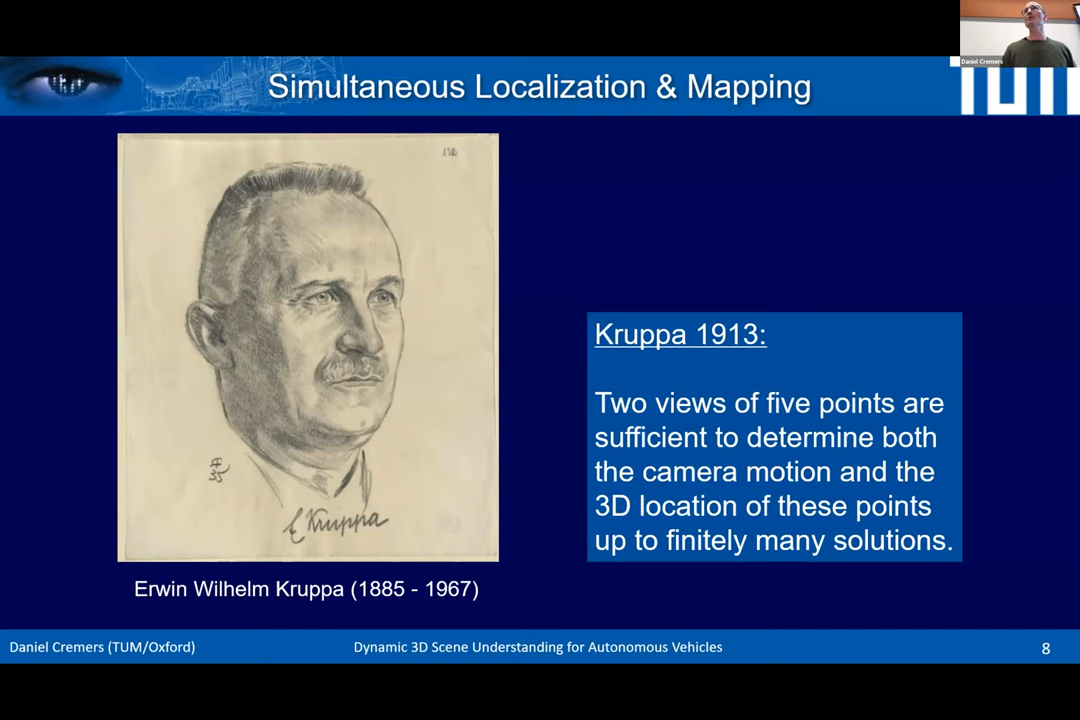 Daniel Cremers
Simultaneous Localization & Mapping
TUM
E Kruppa
Kruppa 1913:
Two views of five points are
sufficient to determine both
the camera motion and the
3D location of these points
up to finitely many solutions.
Erwin Wilhelm Kruppa (1885 - 1967)
Daniel Cremers (TUM/Oxford)
Dynamic 3D Scene Understanding for Autonomous Vehicles
8